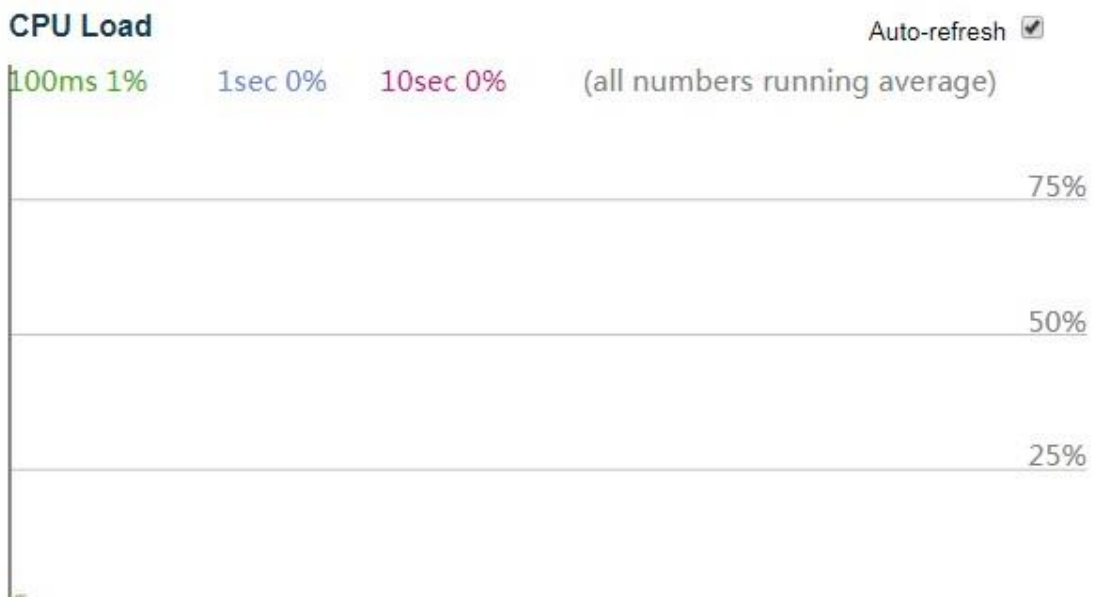 CPU Load
Auto-refresh
100ms 1% 1sec 0% 10sec 0% (all numbers running average)
75%
50%
25%